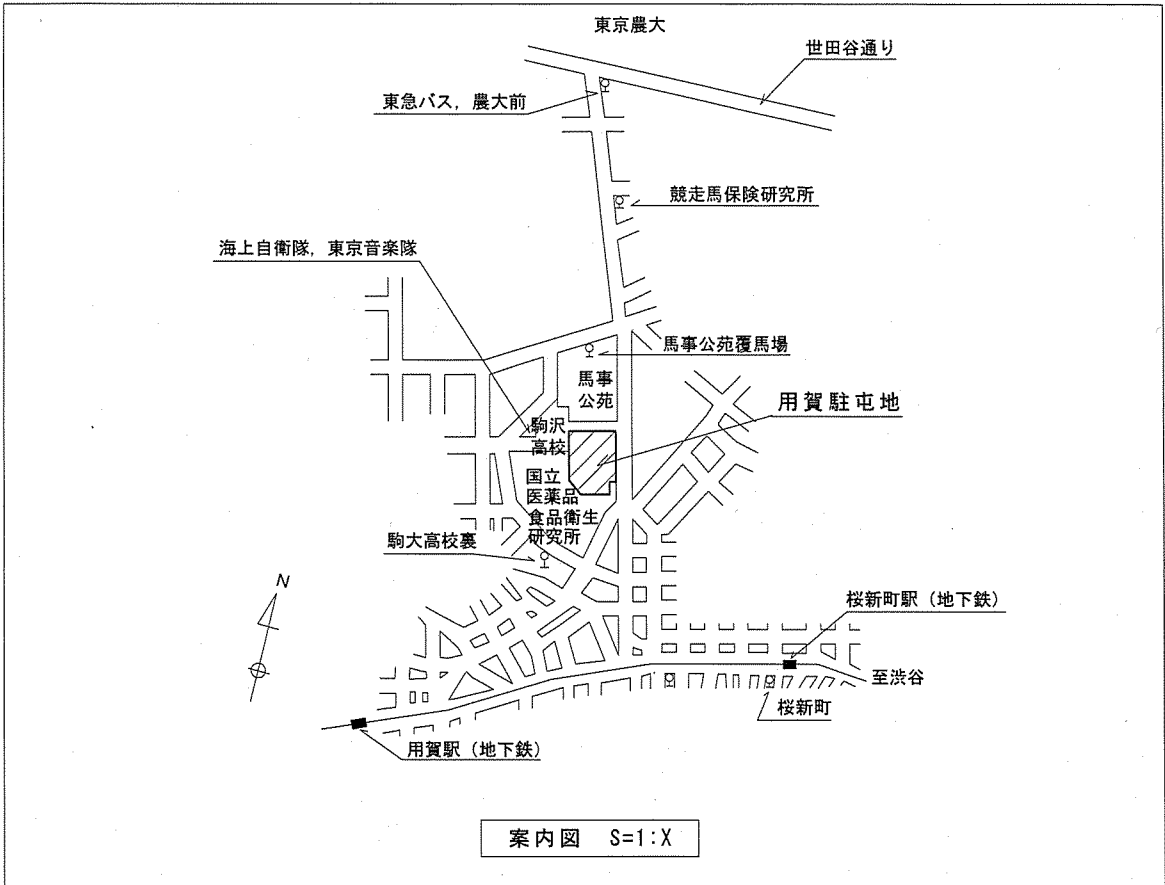 東京農大
世田谷通り
東急バス，農大前
競走馬保険研究所
海上自衛隊，東京音楽隊
馬事公苑覆馬場
馬事
公苑
用賀駐屯地
駒沢
高校
国立
医薬品
食品衛生
研究所
駒大高校裏
N
桜新町駅（地下鉄）
至渋谷
桜新町
用賀駅（地下鉄）
案内図　S=1:X